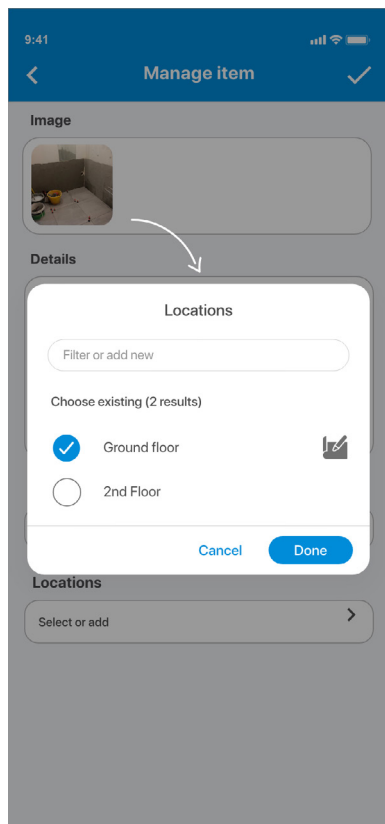 9:41
Manage item
Image
Details
Locations
Filter or add new
Choose existing (2 results)
Ground floor
2nd Floor
Cancel
Done
Locations
Select or add